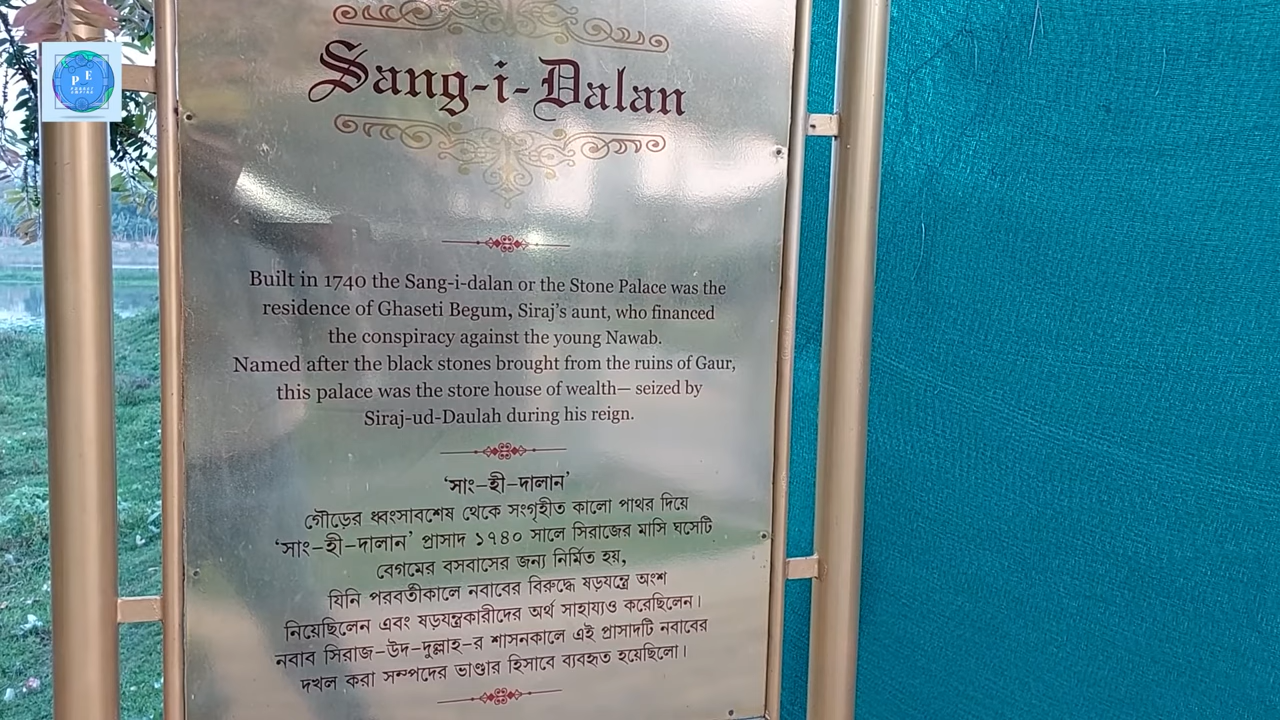 P E
POCKET
EMPIRE
Sang-i-Dalan
Built in 1740 the Sang-i-dalan or the Stone Palace was the
residence of Ghaseti Begum, Siraj's aunt, who financed
the conspiracy against the young Nawab.
Named after the black stones brought from the ruins of Gaur,
this palace was the store house of wealth— seized by
Siraj-ud-Daulah during his reign.
‘সাং-হী-দালান’
গৌড়ের ধ্বংসাবশেষ থেকে সংগৃহীত কালো পাথর দিয়ে
‘সাং-হী-দালান’ প্রাসাদ ১৭৪০ সালে সিরাজের মাসি ঘসেটি
বেগমের বসবাসের জন্য নির্মিত হয়,
যিনি পরবর্তীকালে নবাবের বিরুদ্ধে ষড়যন্ত্রে অংশ
নিয়েছিলেন এবং ষড়যন্ত্রকারীদের অর্থ সাহায্যও করেছিলেন।
নবাব সিরাজ-উদ-দুল্লাহ-র শাসনকালে এই প্রাসাদটি নবাবের
দখল করা সম্পদের ভাণ্ডার হিসাবে ব্যবহৃত হয়েছিলো।